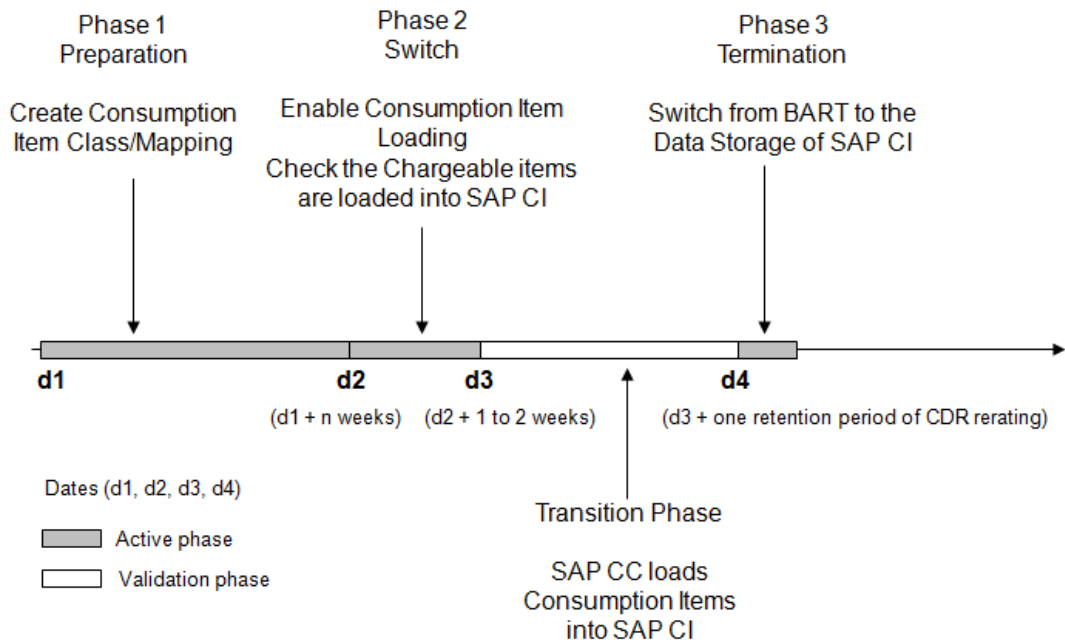 Phase 1
Preparation
Create Consumption
Item Class/Mapping
Phase 2
Switch
Enable Consumption Item
Loading
Check the Chargeable items
are loaded into SAP CI
Phase 3
Termination
Switch from BART to the
Data Storage of SAP CI
d1
d2
d3
d4
(d1 + n weeks)
(d2 + 1 to 2 weeks)
(d3 + one retention period of CDR rerating)
Dates (d1, d2, d3, d4)
Active phase
Validation phase
Transition Phase
SAP CC loads
Consumption Items
into SAP CI